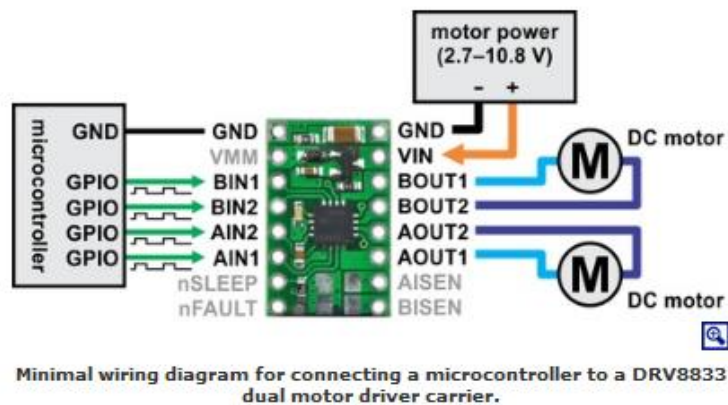 motor power
(2.7–10.8 V)
- +
microcontroller
GND
GPIO
GPIO
GPIO
GPIO
GND
VMM
BIN1
BIN2
AIN2
AIN1
nSLEEP
nFAULT
GND
VIN
BOUT1
BOUT2
AOUT2
AOUT1
AISEN
BISEN
M
DC motor
M
DC motor
Minimal wiring diagram for connecting a microcontroller to a DRV8833
dual motor driver carrier.